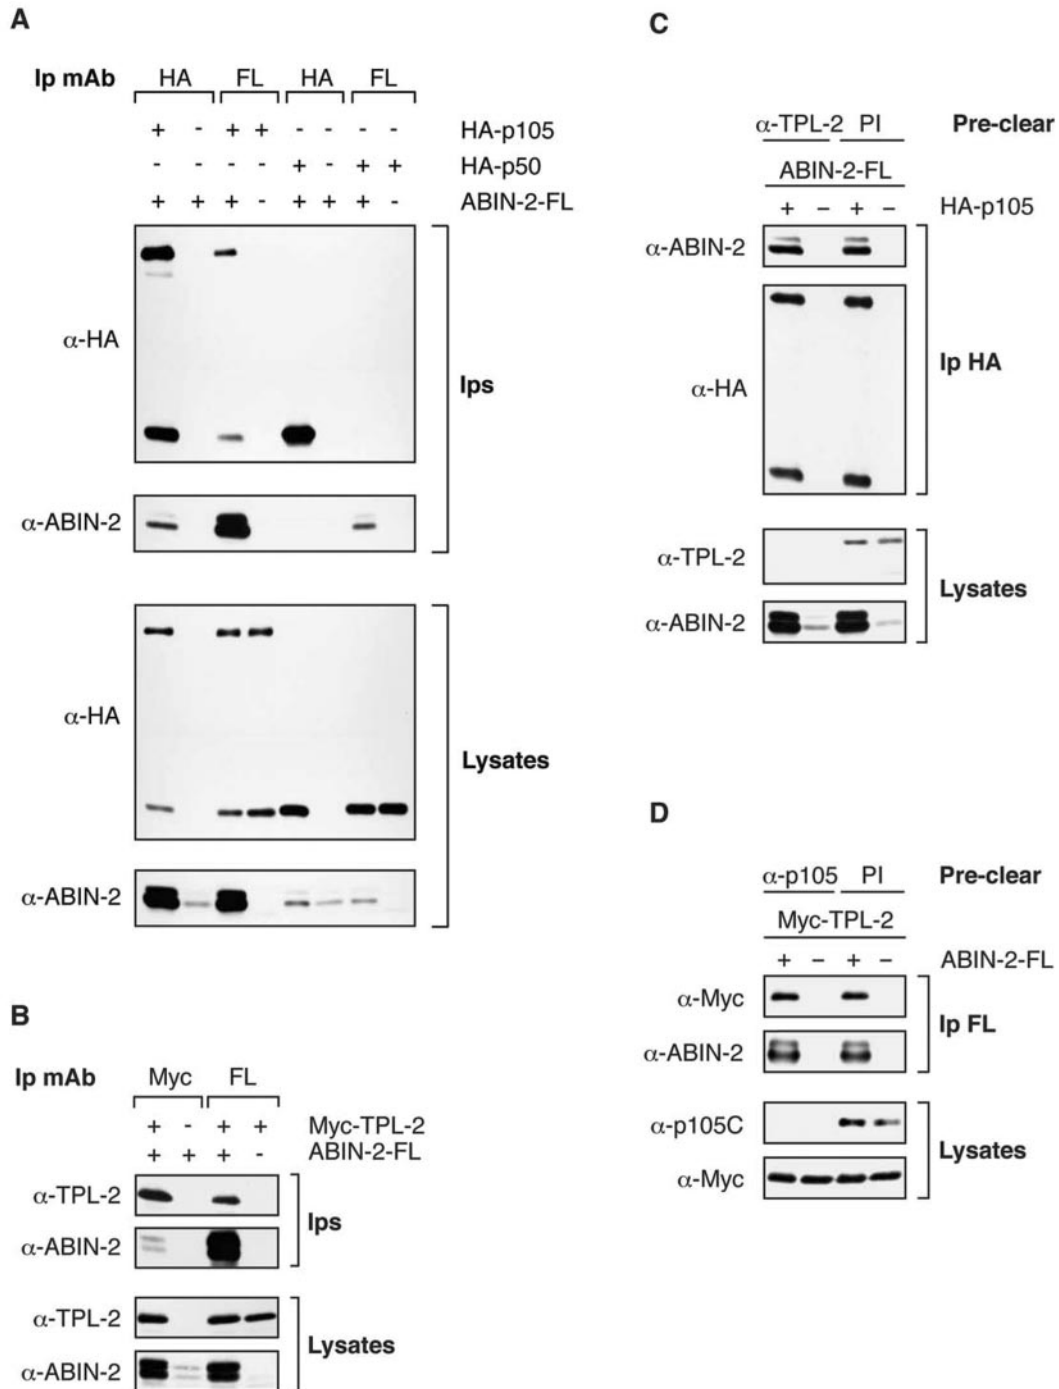 A
Ip mAb HA FL HA FL
+ - + + - - - - HA-p105
- - - - + - + + HA-p50
+ + + - + + + - ABIN-2-FL
α-HA
Ips
α-ABIN-2
α-HA
Lysates
α-ABIN-2
B
Ip mAb Myc FL
+ - + + Myc-TPL-2
+ + + - ABIN-2-FL
α-TPL-2
Ips
α-ABIN-2
α-TPL-2
Lysates
α-ABIN-2
C
α-TPL-2 PI Pre-clear
ABIN-2-FL
+ − + − HA-p105
α-ABIN-2
Ip HA
α-HA
α-TPL-2
Lysates
α-ABIN-2
D
α-p105 PI Pre-clear
Myc-TPL-2
+ − + − ABIN-2-FL
α-Myc
Ip FL
α-ABIN-2
α-p105C
Lysates
α-Myc